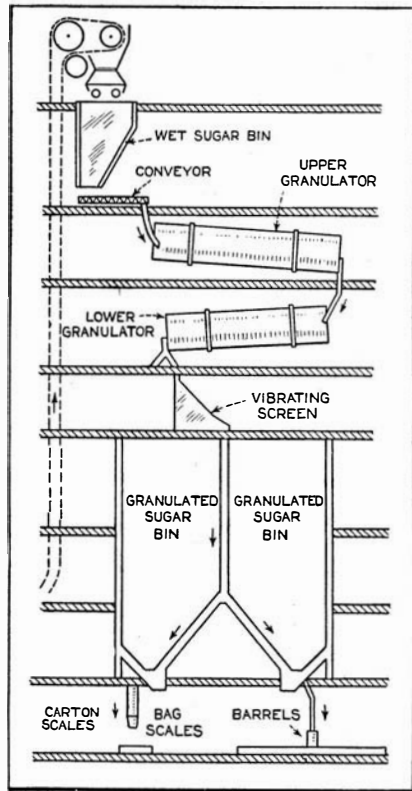 WET SUGAR BIN
CONVEYOR
UPPER
GRANULATOR
LOWER
GRANULATOR
VIBRATING
SCREEN
GRANULATED
SUGAR
BIN
GRANULATED
SUGAR
BIN
CARTON
SCALES
BAG
SCALES
BARRELS